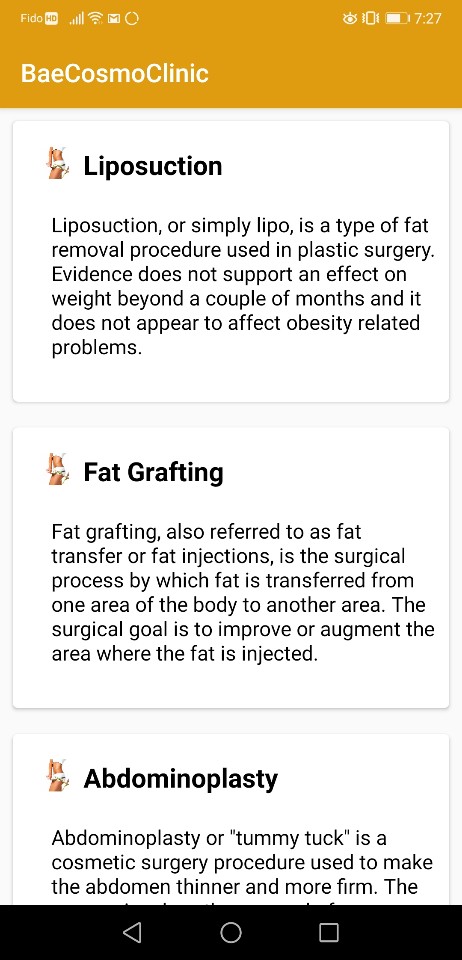 Fido HD 7:27
BaeCosmoClinic
Liposuction
Liposuction, or simply lipo, is a type of fat
removal procedure used in plastic surgery.
Evidence does not support an effect on
weight beyond a couple of months and it
does not appear to affect obesity related
problems.
Fat Grafting
Fat grafting, also referred to as fat
transfer or fat injections, is the surgical
process by which fat is transferred from
one area of the body to another area. The
surgical goal is to improve or augment the
area where the fat is injected.
Abdominoplasty
Abdominoplasty or "tummy tuck" is a
cosmetic surgery procedure used to make
the abdomen thinner and more firm. The